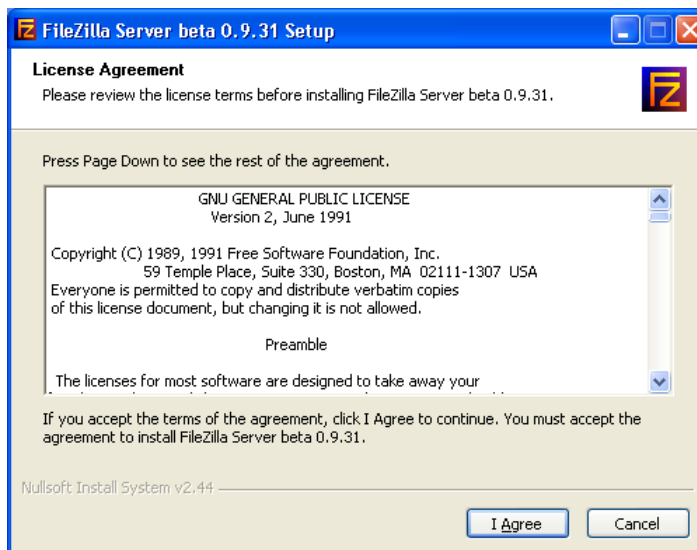 FileZilla Server beta 0.9.31 Setup
License Agreement
Please review the license terms before installing FileZilla Server beta 0.9.31.
FZ
Press Page Down to see the rest of the agreement.
GNU GENERAL PUBLIC LICENSE
Version 2, June 1991
Copyright (C) 1989, 1991 Free Software Foundation, Inc.
59 Temple Place, Suite 330, Boston, MA  02111-1307  USA
Everyone is permitted to copy and distribute verbatim copies
of this license document, but changing it is not allowed.
Preamble
The licenses for most software are designed to take away your
If you accept the terms of the agreement, click I Agree to continue. You must accept the
agreement to install FileZilla Server beta 0.9.31.
Nullsoft Install System v2.44
I Agree
Cancel